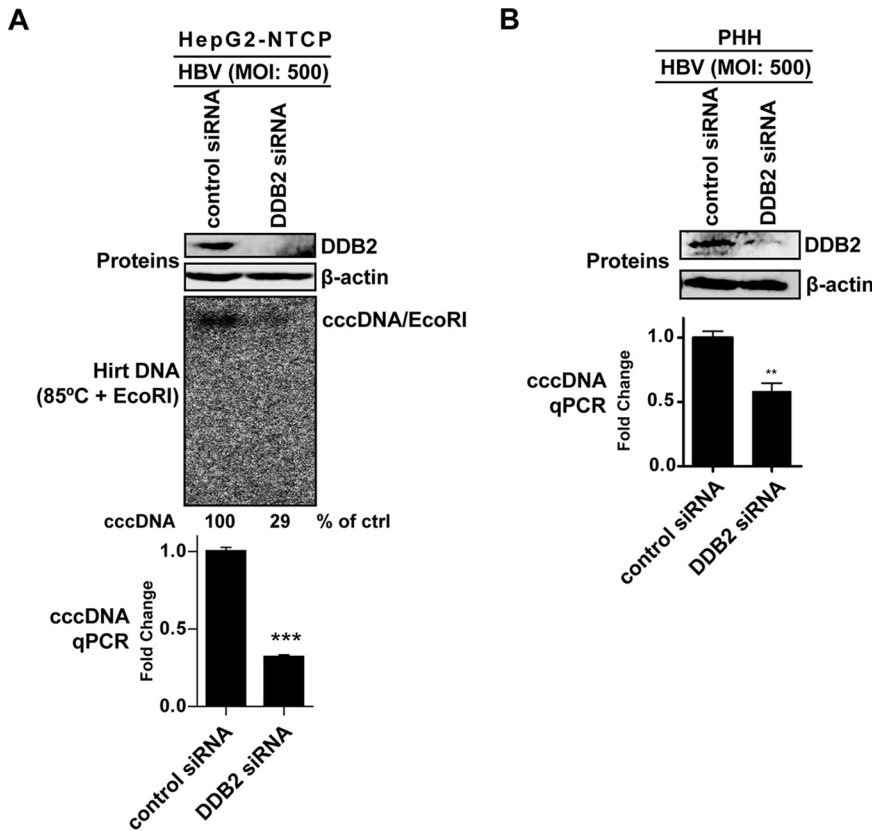 A
HepG2-NTCP
HBV (MOI: 500)
control siRNA
DDB2 siRNA
Proteins
DDB2
β-actin
cccDNA/EcoRI
Hirt DNA
(85ºC + EcoRI)
cccDNA 100 29 % of ctrl
cccDNA
qPCR
Fold Change
1.0
0.5
0.0
***
control siRNA
DDB2 siRNA
B
PHH
HBV (MOI: 500)
control siRNA
DDB2 siRNA
Proteins
DDB2
β-actin
cccDNA
qPCR
Fold Change
1.0
0.5
0.0
**
control siRNA
DDB2 siRNA